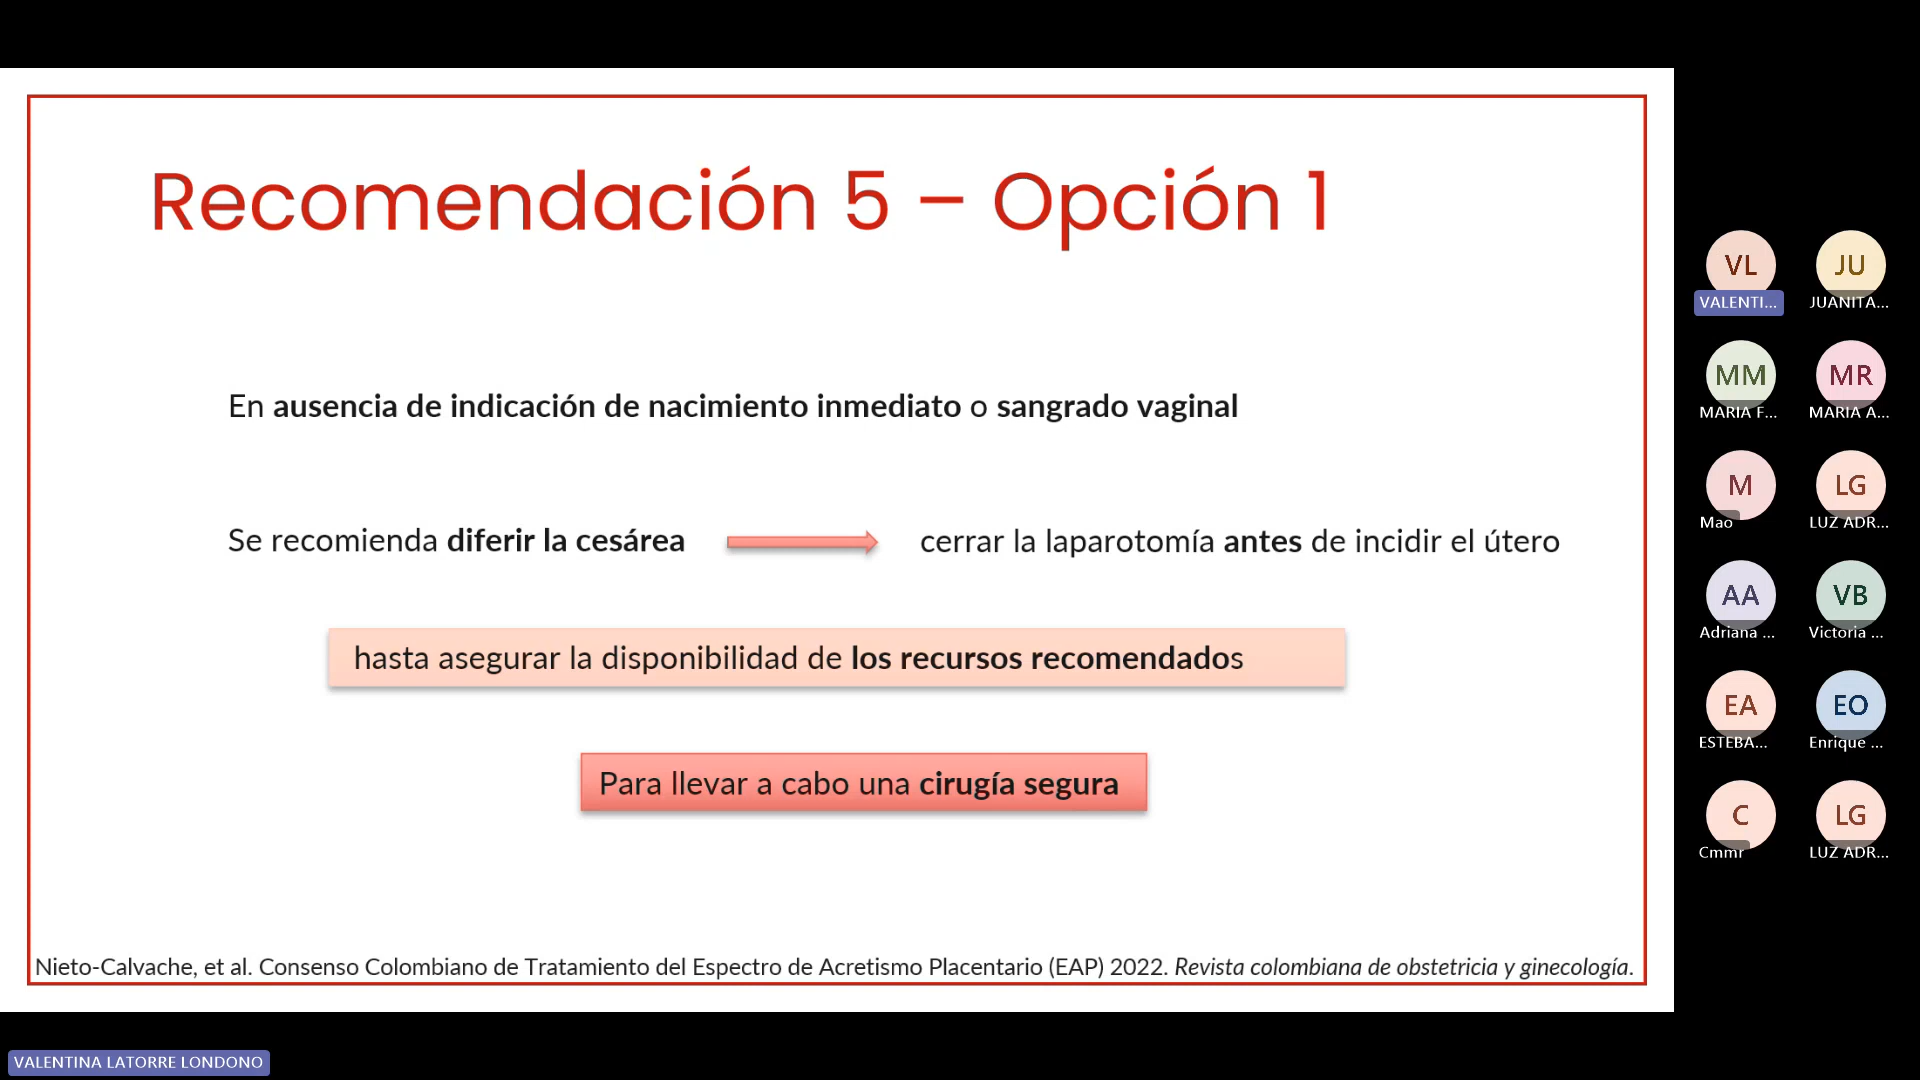 Recomendación 5 – Opción 1
En ausencia de indicación de nacimiento inmediato o sangrado vaginal
Se recomienda diferir la cesárea
cerrar la laparotomía antes de incidir el útero
hasta asegurar la disponibilidad de los recursos recomendados
Para llevar a cabo una cirugía segura
Nieto-Calvache, et al. Consenso Colombiano de Tratamiento del Espectro de Acretismo Placentario (EAP) 2022. Revista colombiana de obstetricia y ginecología.
VL
VALENTI...
JU
JUANITA...
MM
MARIA F...
MR
MARIA A...
M
Mao
LG
LUZ ADR...
AA
Adriana ...
VB
Victoria ...
EA
ESTEBA...
EO
Enrique ...
C
Cmmr
LG
LUZ ADR...
VALENTINA LATORRE LONDONO